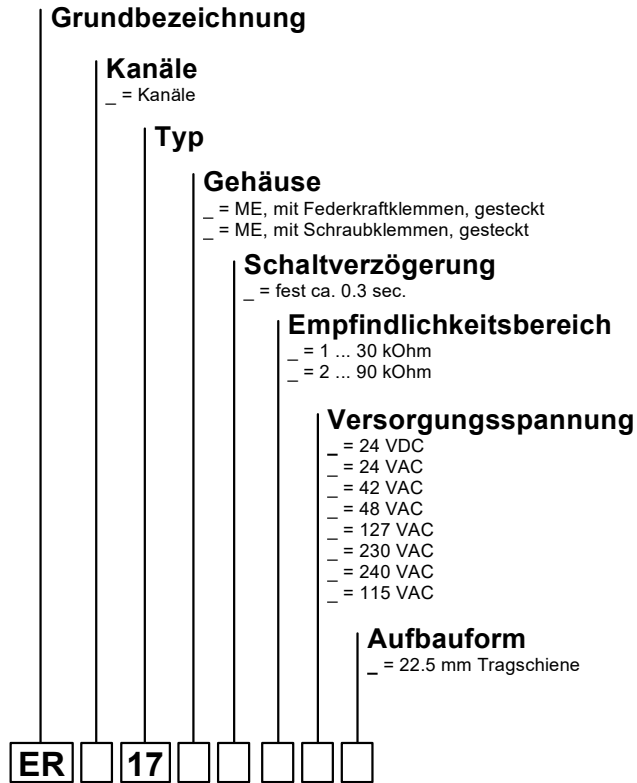 Grundbezeichnung
Kanäle
_ = Kanäle
Typ
Gehäuse
_ = ME, mit Federkraftklemmen, gesteckt
_ = ME, mit Schraubklemmen, gesteckt
Schaltverzögerung
_ = fest ca. 0.3 sec.
Empfindlichkeitsbereich
_ = 1 ... 30 kOhm
_ = 2 ... 90 kOhm
Versorgungsspannung
_ = 24 VDC
_ = 24 VAC
_ = 42 VAC
_ = 48 VAC
_ = 127 VAC
_ = 230 VAC
_ = 240 VAC
_ = 115 VAC
Aufbauform
_ = 22.5 mm Tragschiene
ER 17